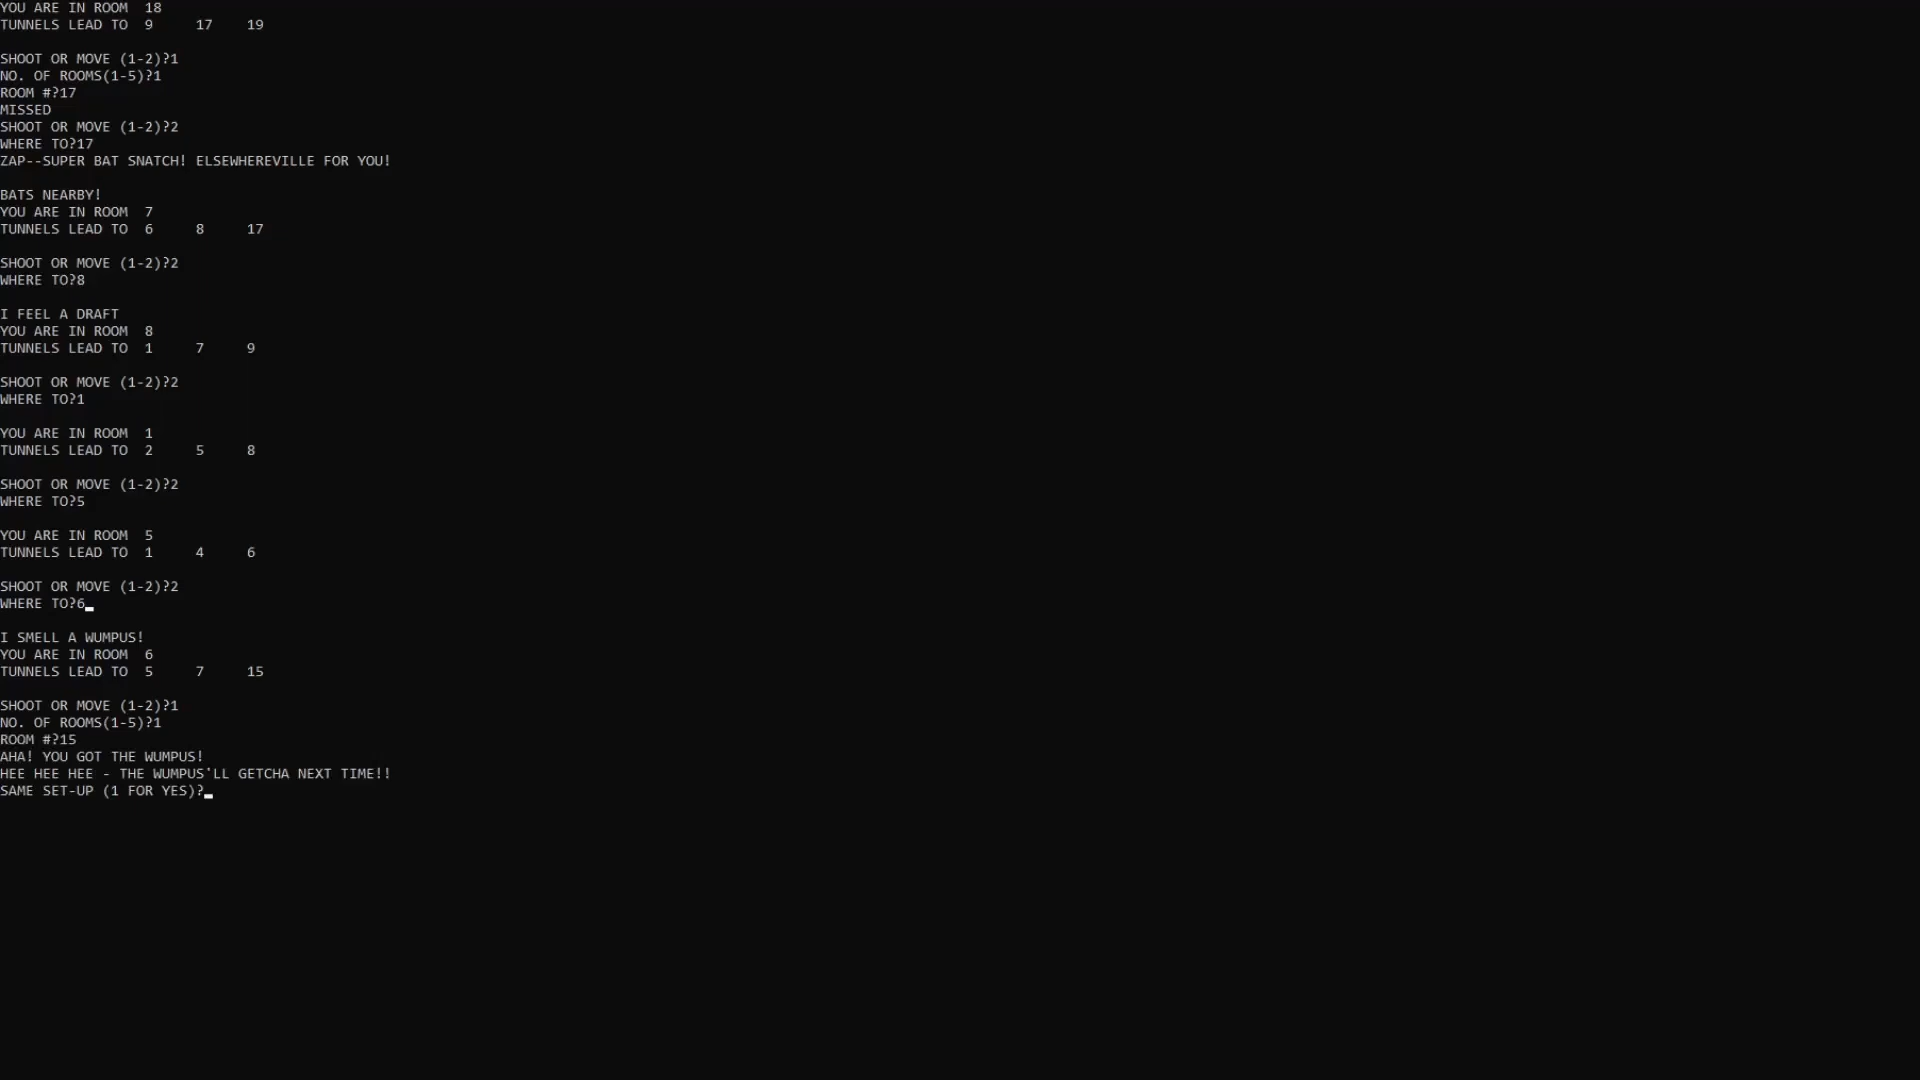 YOU ARE IN ROOM  18
TUNNELS LEAD TO  9     17    19
SHOOT OR MOVE (1-2)?1
NO. OF ROOMS(1-5)?1
ROOM #?17
MISSED
SHOOT OR MOVE (1-2)?2
WHERE TO?17
ZAP--SUPER BAT SNATCH! ELSEWHEREVILLE FOR YOU!
BATS NEARBY!
YOU ARE IN ROOM  7
TUNNELS LEAD TO  6     8     17
SHOOT OR MOVE (1-2)?2
WHERE TO?8
I FEEL A DRAFT
YOU ARE IN ROOM  8
TUNNELS LEAD TO  1     7     9
SHOOT OR MOVE (1-2)?2
WHERE TO?1
YOU ARE IN ROOM  1
TUNNELS LEAD TO  2     5     8
SHOOT OR MOVE (1-2)?2
WHERE TO?5
YOU ARE IN ROOM  5
TUNNELS LEAD TO  1     4     6
SHOOT OR MOVE (1-2)?2
WHERE TO?6
I SMELL A WUMPUS!
YOU ARE IN ROOM  6
TUNNELS LEAD TO  5     7     15
SHOOT OR MOVE (1-2)?1
NO. OF ROOMS(1-5)?1
ROOM #?15
AHA! YOU GOT THE WUMPUS!
HEE HEE HEE - THE WUMPUS'LL GETCHA NEXT TIME!!
SAME SET-UP (1 FOR YES)?